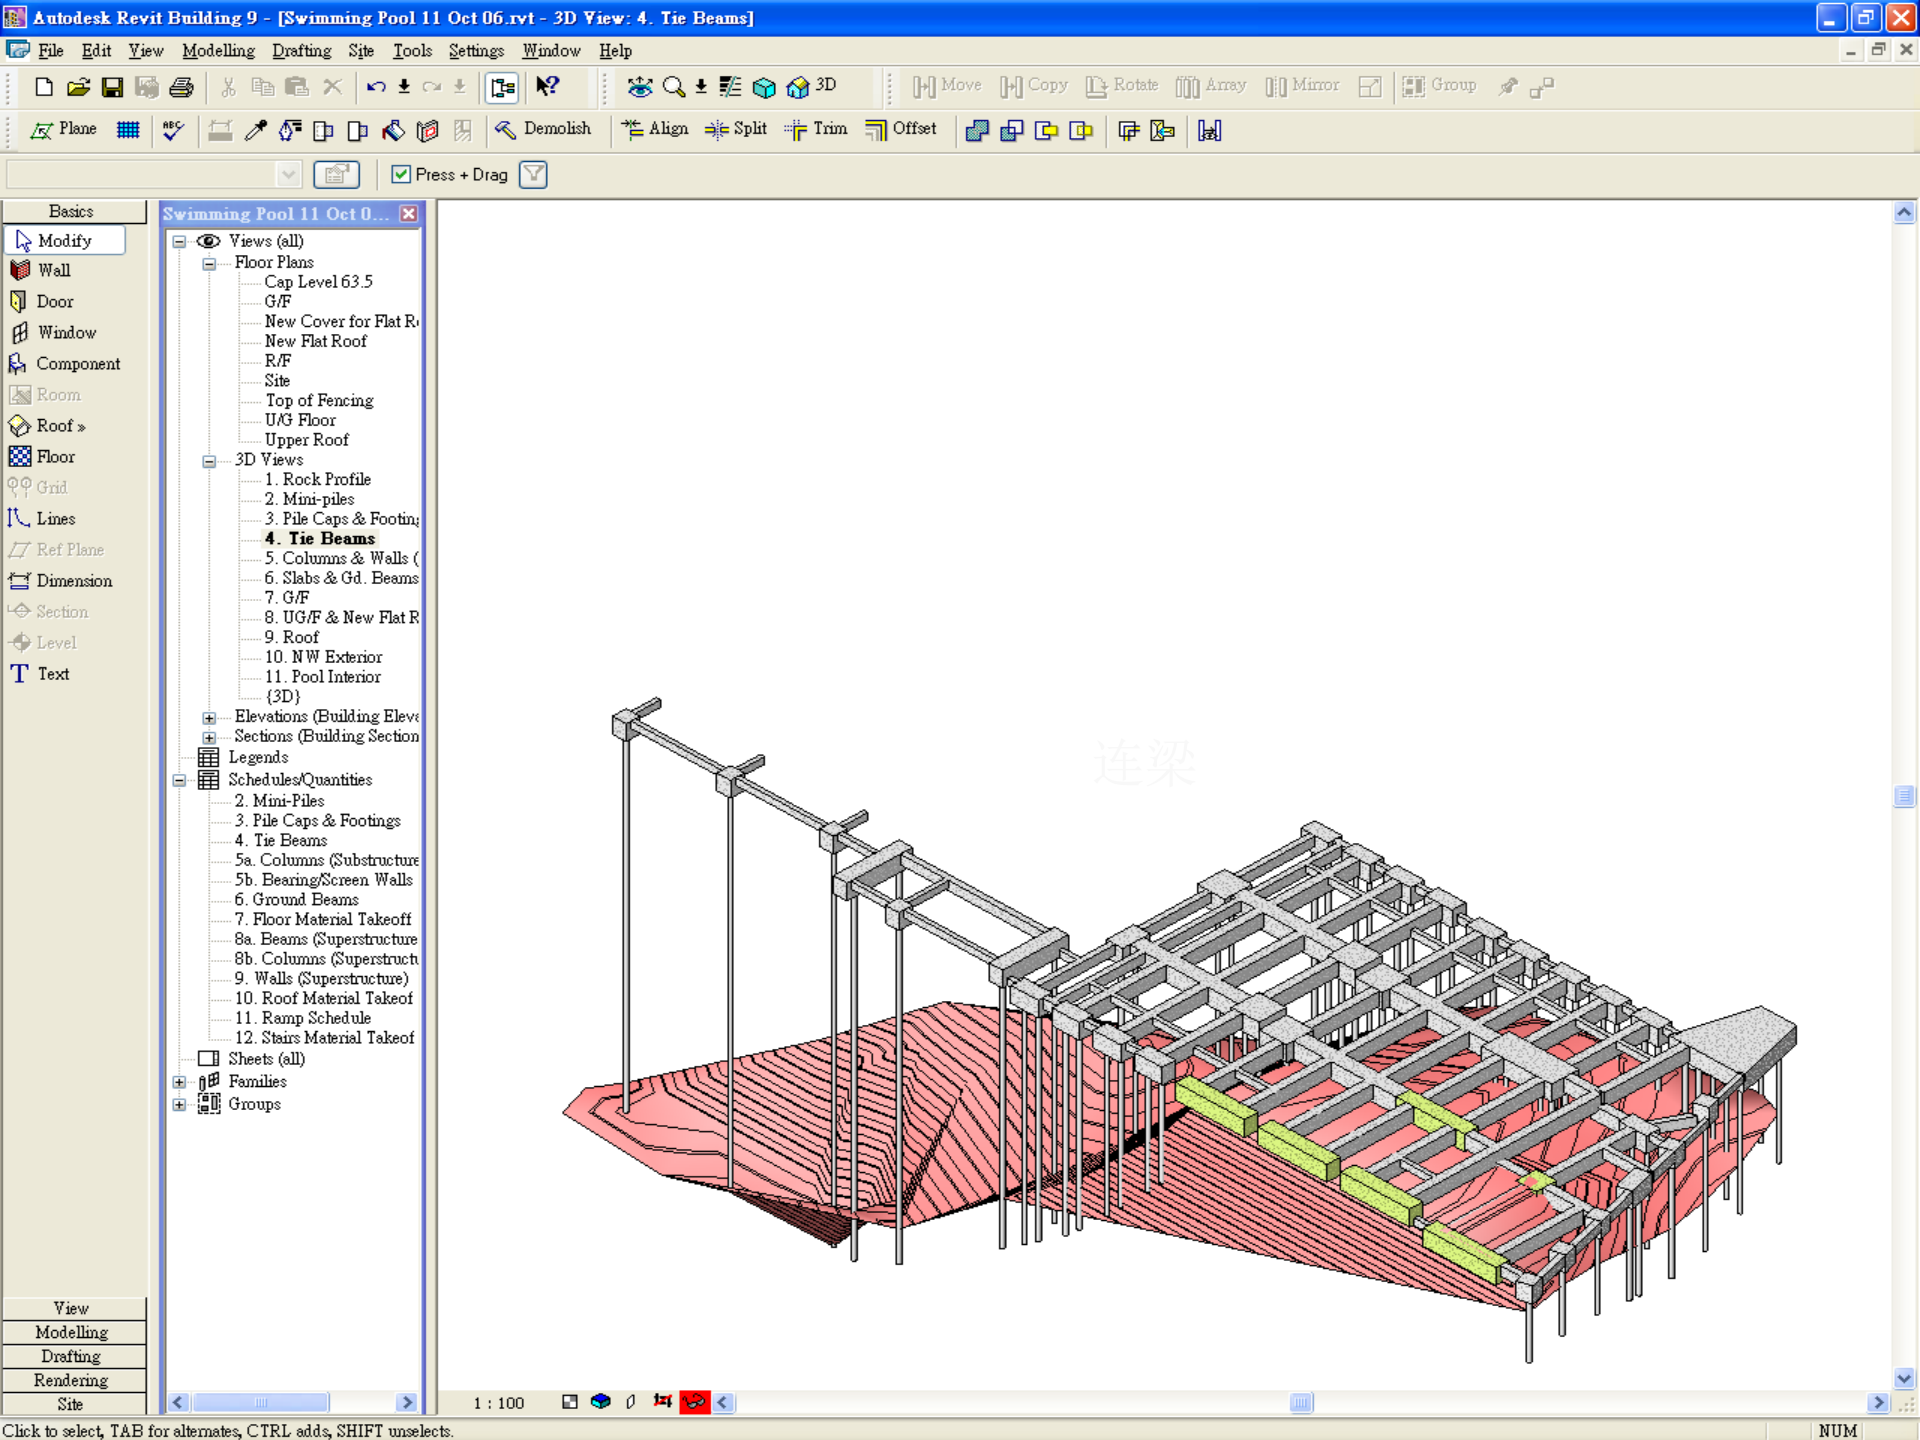 Autodesk Revit Building 9 - [Swimming Pool 11 Oct 06.rvt - 3D View: 4. Tie Beams]
File Edit View Modelling Drafting Site Tools Settings Window Help
3D Move Copy Rotate Array Mirror Group
Plane ABC Demolish Align Split Trim Offset
Press + Drag
Basics
Modify
Wall
Door
Window
Component
Room
Roof »
Floor
Grid
Lines
Ref Plane
Dimension
Section
Level
Text
View
Modelling
Drafting
Rendering
Site
Swimming Pool 11 Oct 0...
Views (all)
Floor Plans
Cap Level 63.5
G/F
New Cover for Flat R
New Flat Roof
R/F
Site
Top of Fencing
U/G Floor
Upper Roof
3D Views
1. Rock Profile
2. Mini-piles
3. Pile Caps & Footing
4. Tie Beams
5. Columns & Walls (
6. Slabs & Gd. Beams
7. G/F
8. UG/F & New Flat R
9. Roof
10. NW Exterior
11. Pool Interior
{3D}
Elevations (Building Eleva
Sections (Building Section
Legends
Schedules/Quantities
2. Mini-Piles
3. Pile Caps & Footings
4. Tie Beams
5a. Columns (Substructure
5b. Bearing/Screen Walls
6. Ground Beams
7. Floor Material Takeoff
8a. Beams (Superstructure
8b. Columns (Superstructu
9. Walls (Superstructure)
10. Roof Material Takeof
11. Ramp Schedule
12. Stairs Material Takeof
Sheets (all)
Families
Groups
连梁
1 : 100
Click to select, TAB for alternates, CTRL adds, SHIFT unselects.
NUM